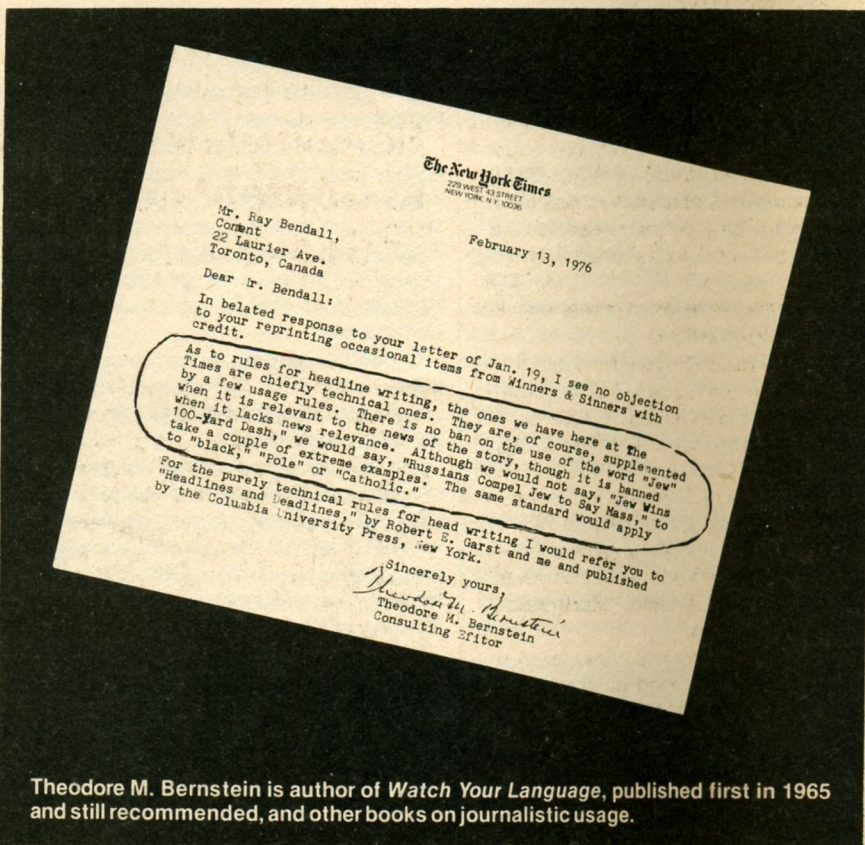 The New York Times
229 WEST 43 STREET
NEW YORK, N.Y. 10036
February 13, 1976
Mr. Ray Bendall,
Content
22 Laurier Ave.
Toronto, Canada
Dear Mr. Bendall:
In belated response to your letter of Jan. 19, I see no objection
to your reprinting occasional items from Winners & Sinners with
credit.
As to rules for headline writing, the ones we have here at The
Times are chiefly technical ones. They are, of course, supplemented
by a few usage rules. There is no ban on the use of the word "Jew"
when it is relevant to the news of the story, though it is banned
when it lacks news relevance. Although we would not say, "Jew Wins
100-Yard Dash," we would say, "Russians Compel Jew to Say Mass," to
take a couple of extreme examples. The same standard would apply
to "black," "Pole" or "Catholic."
For the purely technical rules for head writing I would refer you to
"Headlines and Deadlines," by Robert E. Garst and me and published
by the Columbia University Press, New York.
Sincerely yours,
Theodore M. Bernstein
Theodore M. Bernstein
Consulting Efitor
Theodore M. Bernstein is author of Watch Your Language, published first in 1965
and still recommended, and other books on journalistic usage.